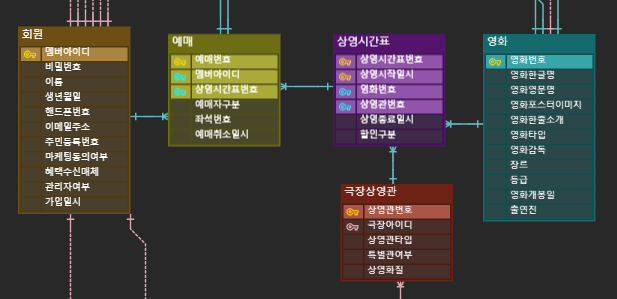 회원
멤버아이디
비밀번호
이름
생년월일
핸드폰번호
이메일주소
주민등록번호
마케팅동의여부
혜택수신매체
관리자여부
가입일시
예매
예매번호
멤버아이디
상영시간표번호
예매자구분
좌석번호
예매취소일시
상영시간표
상영시간표번호
상영시작일시
영화번호
상영관번호
상영종료일시
할인구분
영화
영화번호
영화한글명
영화영문명
영화포스터이미지
영화한줄소개
영화타입
영화감독
장르
등급
영화개봉일
출연진
극장상영관
상영관번호
극장아이디
상영관타입
특별관여부
상영화질